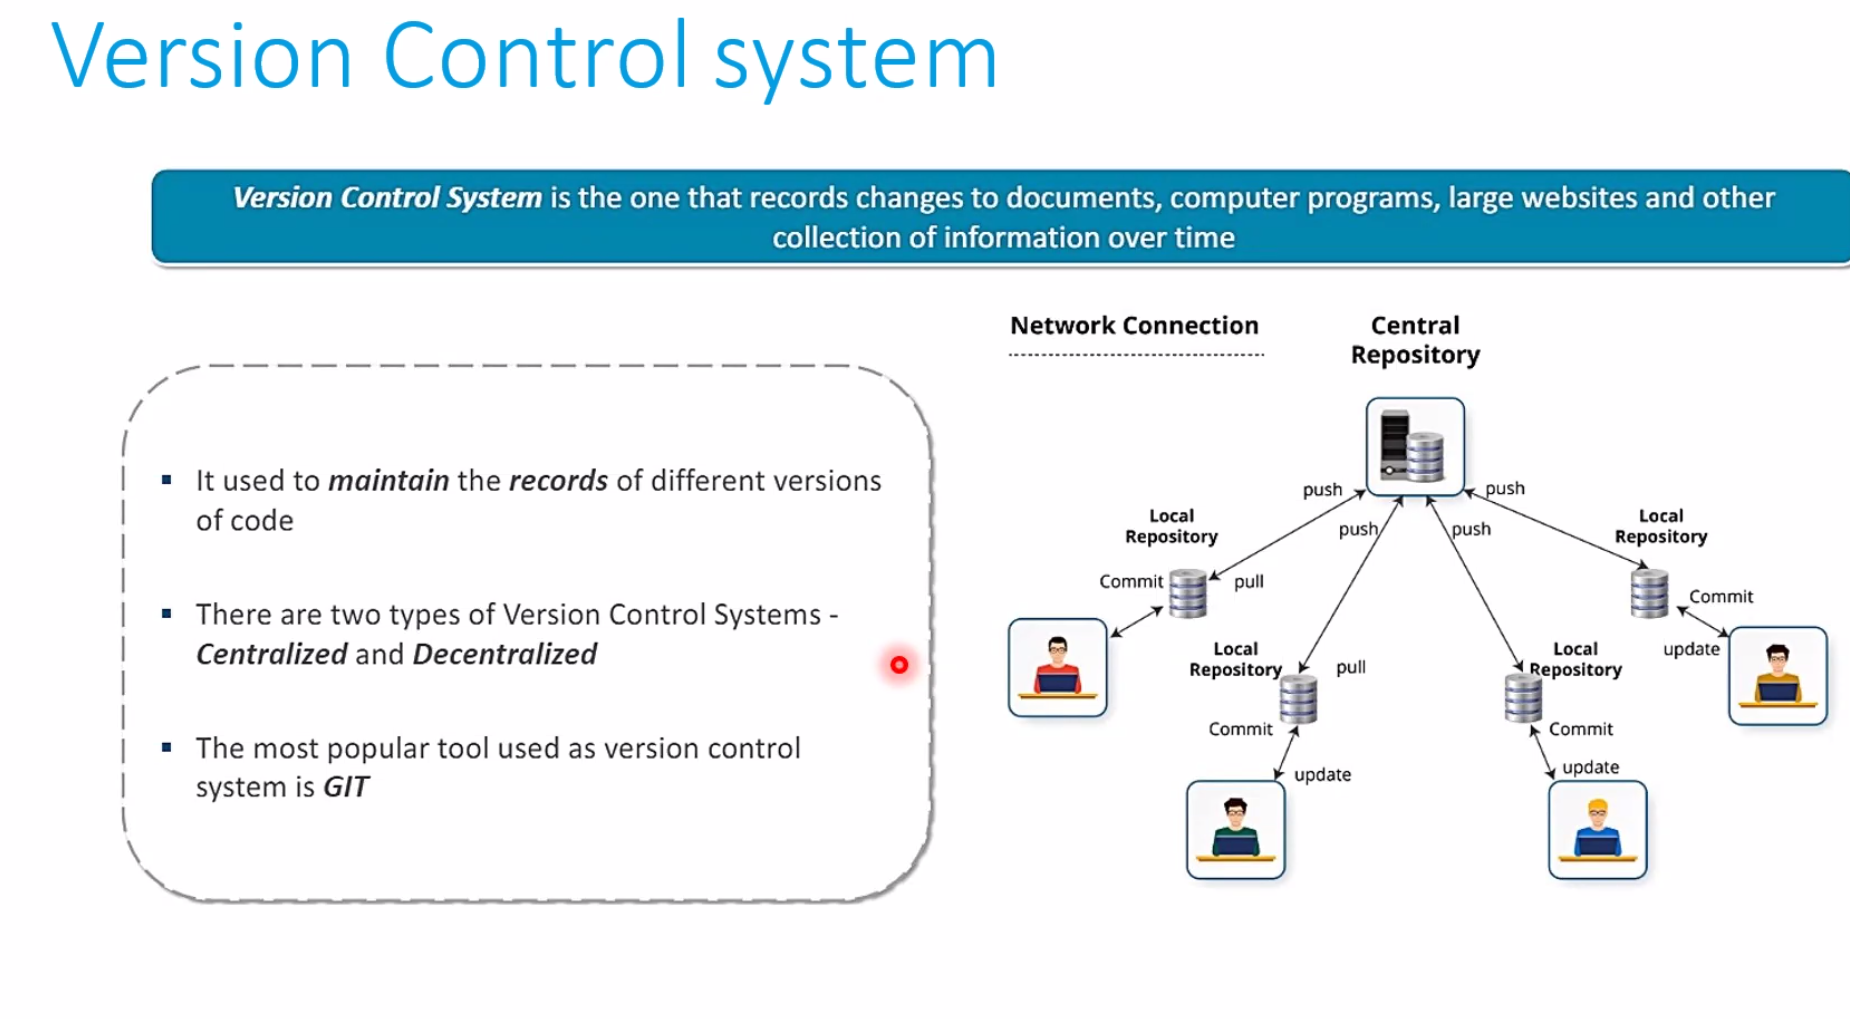 Version Control system
Version Control System is the one that records changes to documents, computer programs, large websites and other
collection of information over time
It used to maintain the records of different versions
of code
There are two types of Version Control Systems -
Centralized and Decentralized
The most popular tool used as version control
system is GIT
Network Connection
Central
Repository
push
push
push
push
Local
Repository
Local
Repository
Commit
pull
Commit
update
Local
Repository
pull
Local
Repository
Commit
update
Commit
update